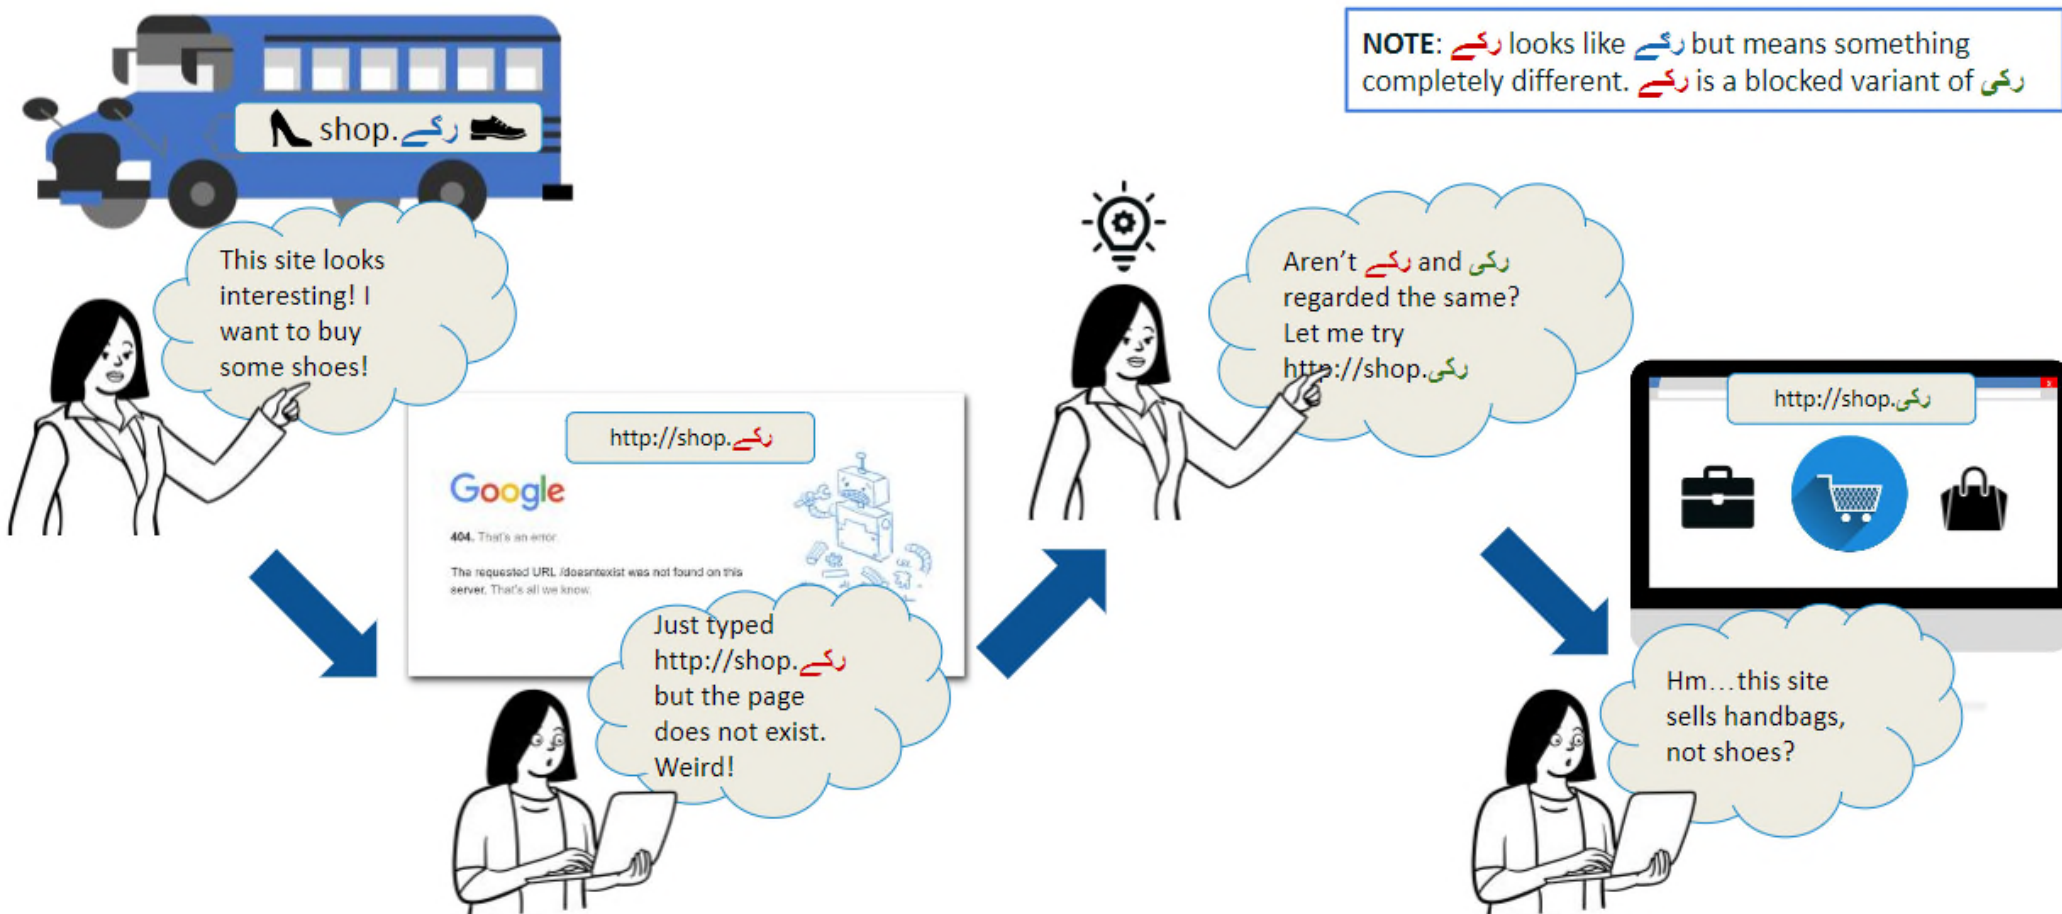 NOTE: رکے looks like رګے but means something
completely different. رکے is a blocked variant of رکی
shop.رګے
This site looks
interesting! I
want to buy
some shoes!
http://shop.رکے
Google
404. That's an error.
The requested URL /doesntexist was not found on this
server. That's all we know.
URL
Just typed
http://shop.رکے
but the page
does not exist.
Weird!
Aren't رکے and رکی
regarded the same?
Let me try
http://shop.رکی
http://shop.رکی
Hm...this site
sells handbags,
not shoes?